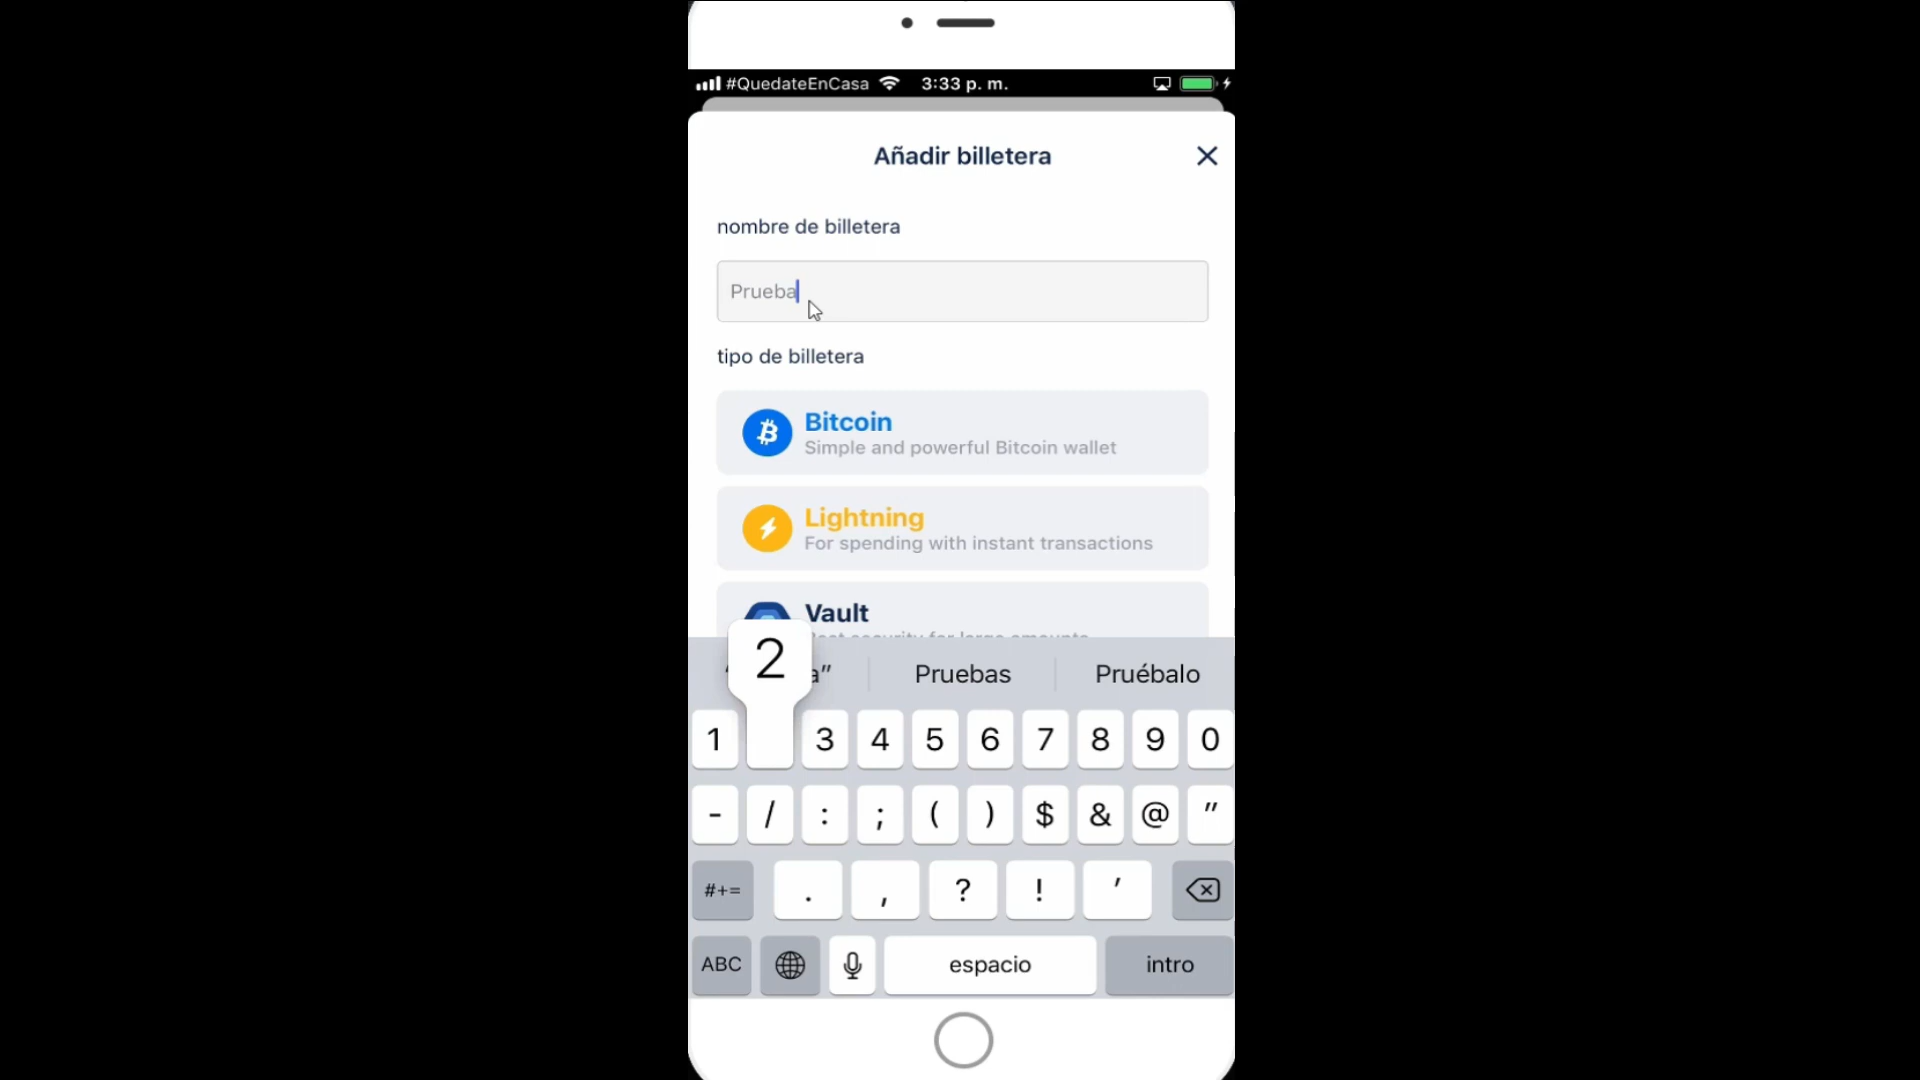 #QuedateEnCasa 3:33 p. m.
Añadir billetera
nombre de billetera
Prueba
tipo de billetera
Bitcoin
Simple and powerful Bitcoin wallet
Lightning
For spending with instant transactions
Vault
2
a” Pruebas Pruébalo
1 3 4 5 6 7 8 9 0
- / : ; ( ) $ & @ "
#+= . , ? ! ’
ABC espacio intro